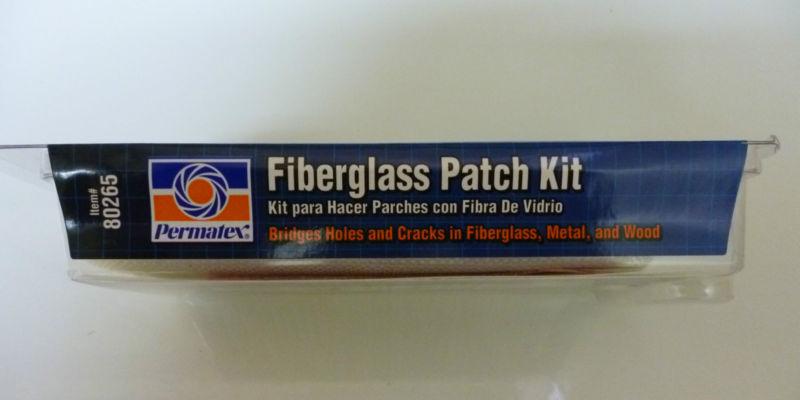 Item#
80265
Permatex®
Fiberglass Patch Kit
Kit para Hacer Parches con Fibra De Vidrio
Bridges Holes and Cracks in Fiberglass, Metal, and Wood